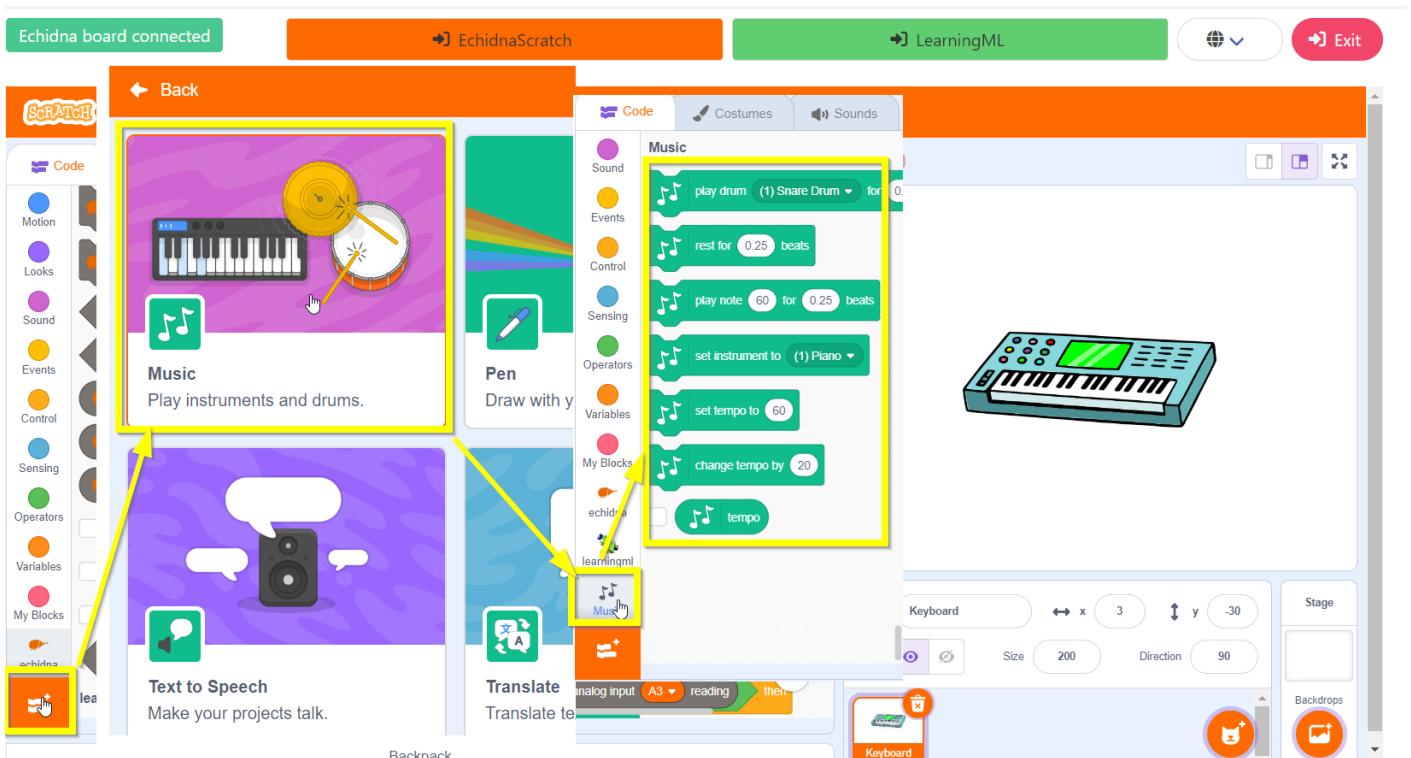 Echidna board connected
EchidnaScratch
LearningML
Exit
Back
SCRATCH
Code
Motion
Looks
Sound
Events
Control
Sensing
Operators
Variables
My Blocks
echidna
Music
Play instruments and drums.
Pen
Draw with
Text to Speech
Make your projects talk.
Translate
Translate
Backpack
Code
Costumes
Sounds
Sound
Events
Control
Sensing
Operators
Variables
My Blocks
echidna
learningml
Music
Music
play drum (1) Snare Drum for
rest for 0.25 beats
play note 60 for 0.25 beats
set instrument to (1) Piano
set tempo to 60
change tempo by 20
tempo
analog input A3 reading then
Keyboard
x 3
y -30
Size 200
Direction 90
Stage
Backdrops
Keyboard